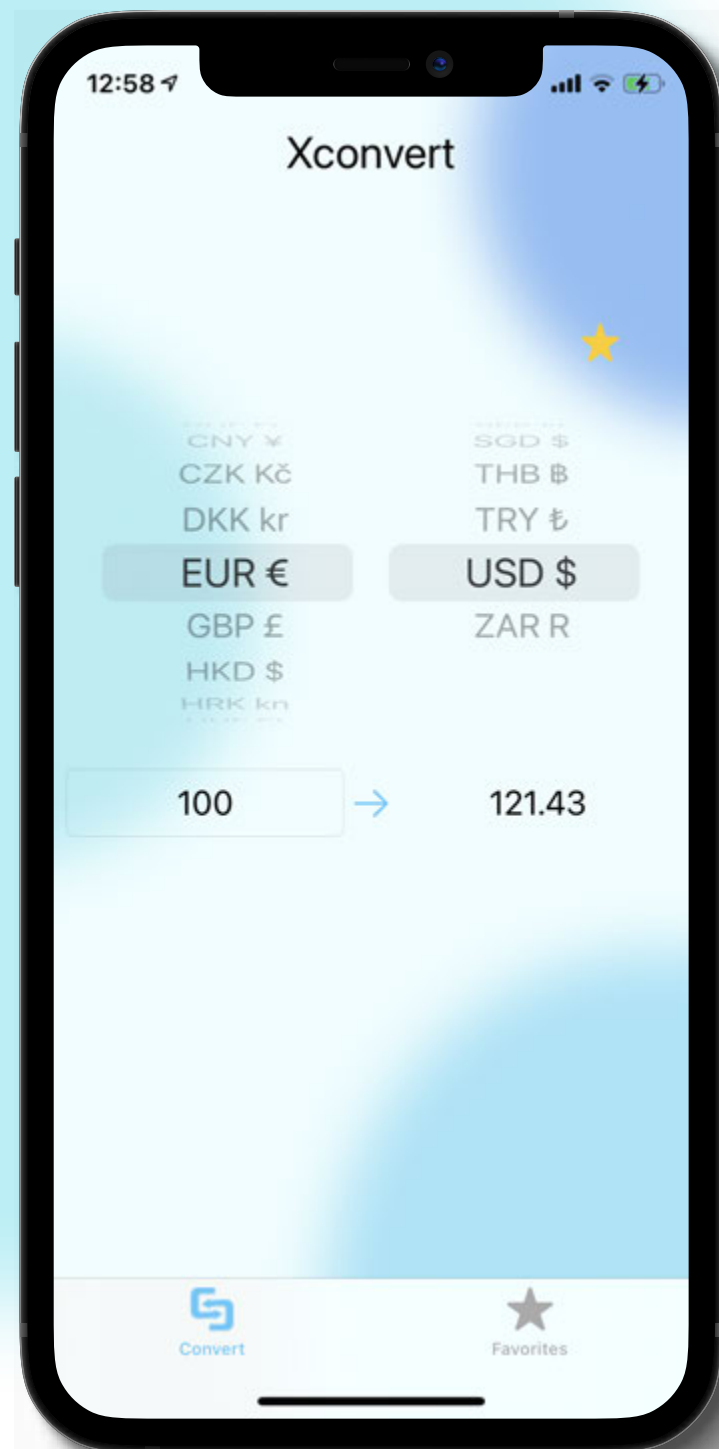 12:58
Xconvert
CNY ¥ SGD $
CZK Kč THB ฿
DKK kr TRY ₺
EUR € USD $
GBP £ ZAR R
HKD $
HRK kn
100 → 121.43
Convert Favorites